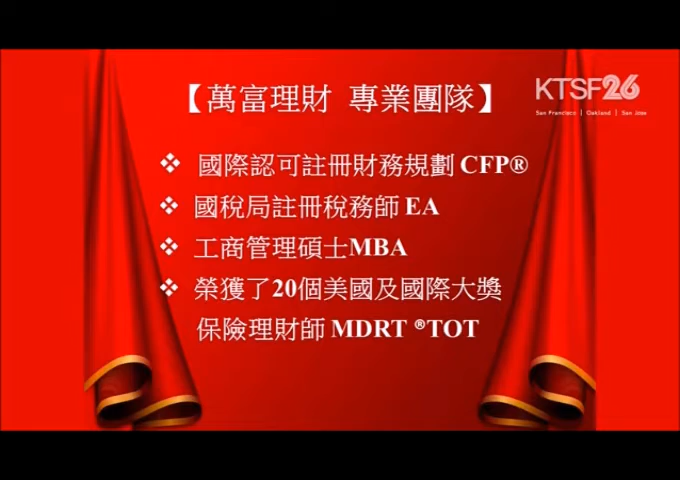 【萬富理財 專業團隊】
KTSF26
San Francisco | Oakland | San Jose
❖ 國際認可註冊財務規劃 CFP®
❖ 國稅局註冊稅務師 EA
❖ 工商管理碩士MBA
❖ 榮獲了20個美國及國際大獎
保險理財師 MDRT ®TOT